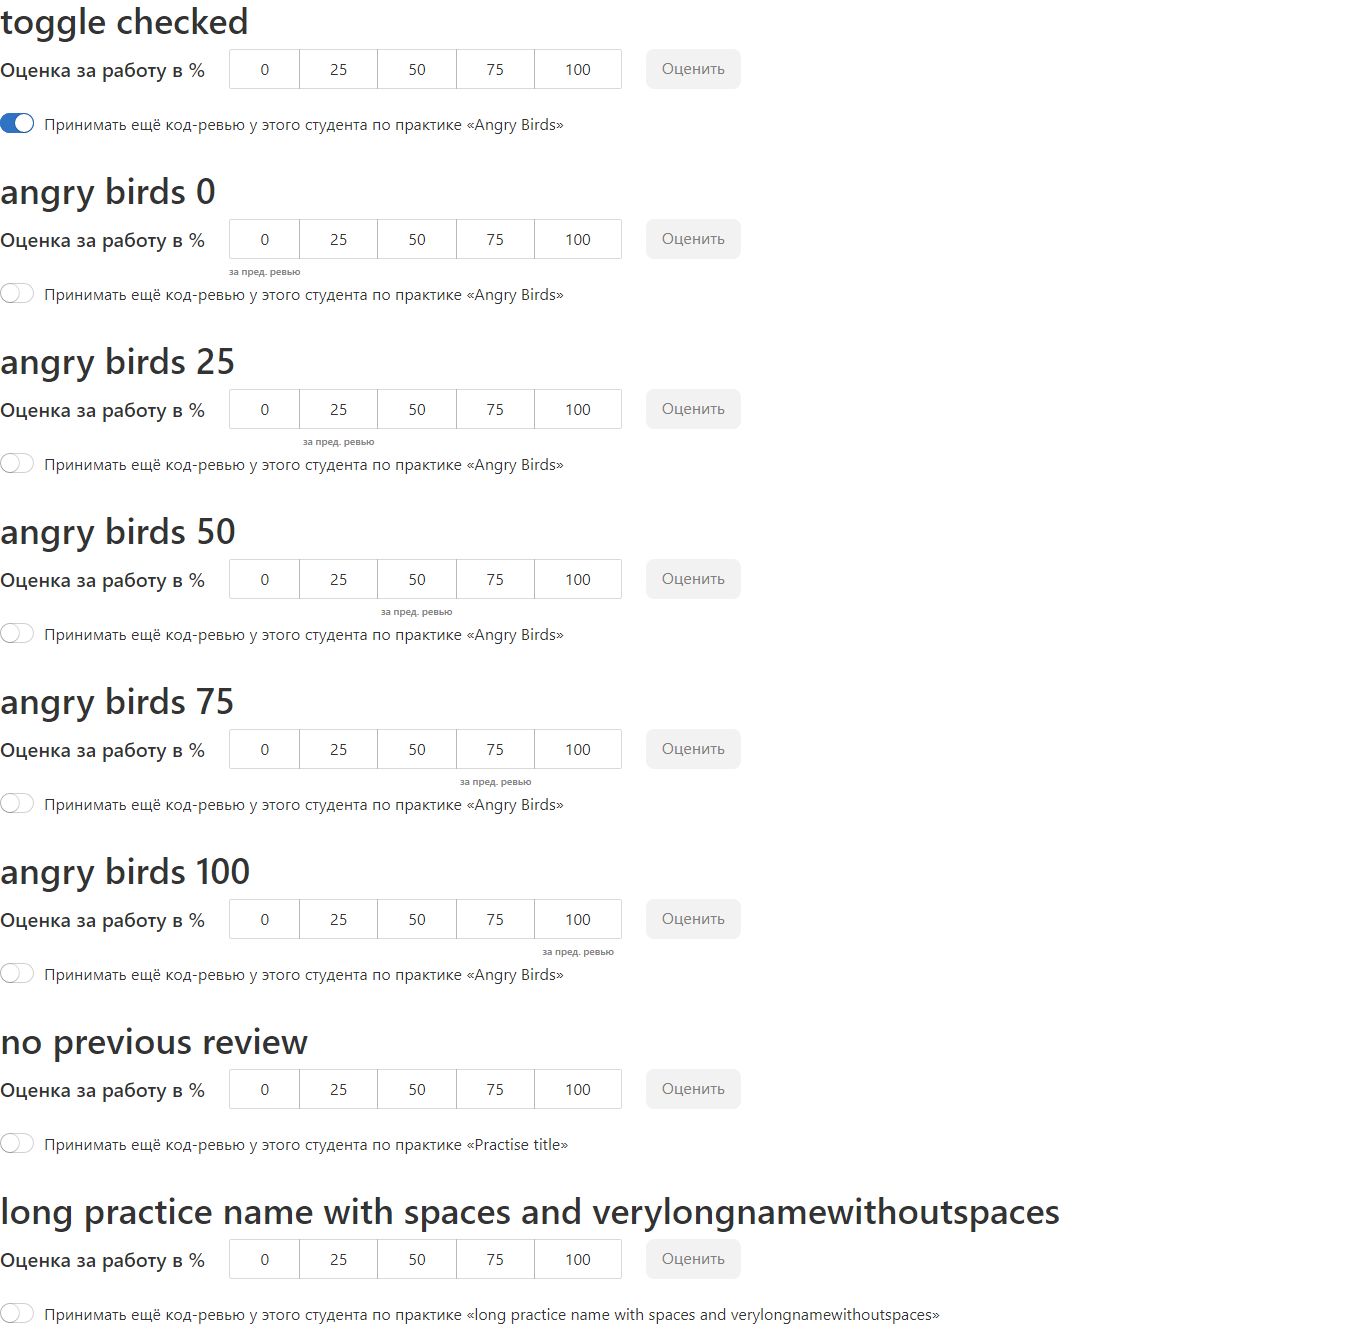 toggle checked
Оценка за работу в % 0 25 50 75 100 Оценить
Принимать ещё код-ревью у этого студента по практике «Angry Birds»
angry birds 0
Оценка за работу в % 0 25 50 75 100 Оценить
за пред. ревью
Принимать ещё код-ревью у этого студента по практике «Angry Birds»
angry birds 25
Оценка за работу в % 0 25 50 75 100 Оценить
за пред. ревью
Принимать ещё код-ревью у этого студента по практике «Angry Birds»
angry birds 50
Оценка за работу в % 0 25 50 75 100 Оценить
за пред. ревью
Принимать ещё код-ревью у этого студента по практике «Angry Birds»
angry birds 75
Оценка за работу в % 0 25 50 75 100 Оценить
за пред. ревью
Принимать ещё код-ревью у этого студента по практике «Angry Birds»
angry birds 100
Оценка за работу в % 0 25 50 75 100 Оценить
за пред. ревью
Принимать ещё код-ревью у этого студента по практике «Angry Birds»
no previous review
Оценка за работу в % 0 25 50 75 100 Оценить
Принимать ещё код-ревью у этого студента по практике «Practise title»
long practice name with spaces and verylongnamewithoutspaces
Оценка за работу в % 0 25 50 75 100 Оценить
Принимать ещё код-ревью у этого студента по практике «long practice name with spaces and verylongnamewithoutspaces»